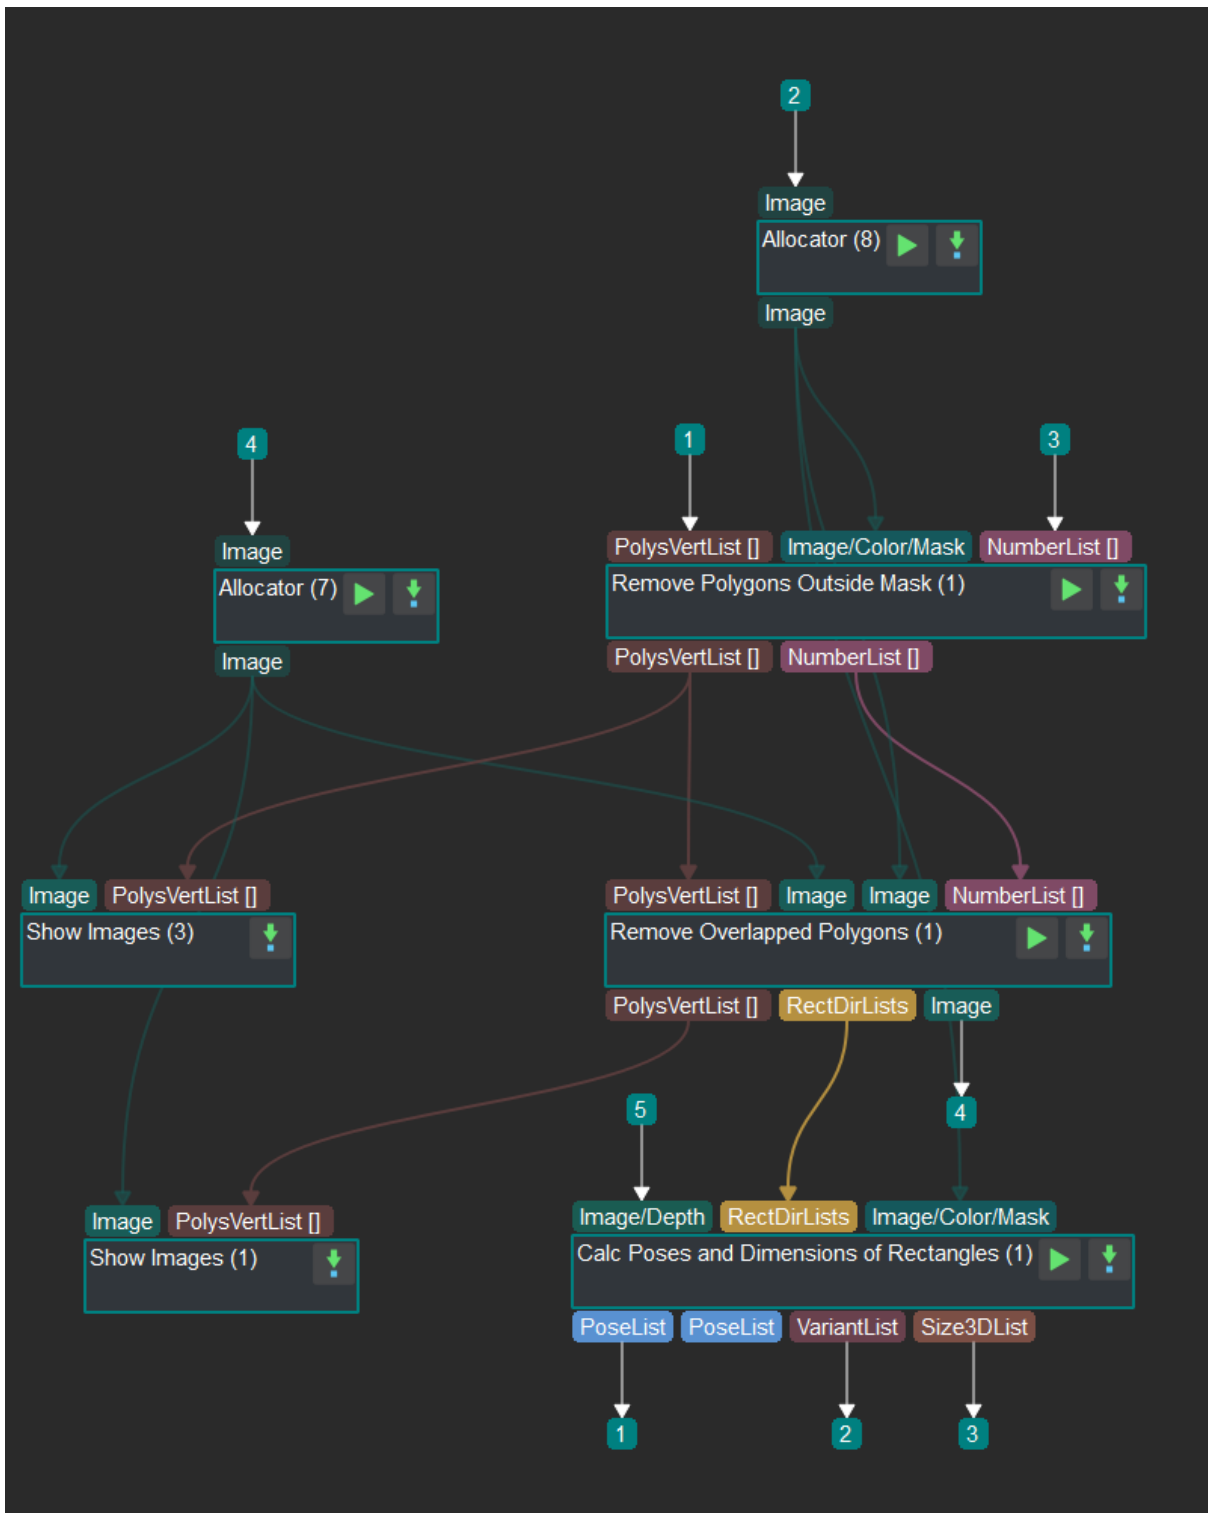 2
Image
Allocator (8)
Image
4
1
3
Image
PolysVertList [] Image/Color/Mask NumberList []
Allocator (7)
Remove Polygons Outside Mask (1)
Image
PolysVertList [] NumberList []
Image PolysVertList []
PolysVertList [] Image Image NumberList []
Show Images (3)
Remove Overlapped Polygons (1)
PolysVertList [] RectDirLists Image
5
4
Image PolysVertList []
Image/Depth RectDirLists Image/Color/Mask
Show Images (1)
Calc Poses and Dimensions of Rectangles (1)
PoseList PoseList VariantList Size3DList
1
2
3